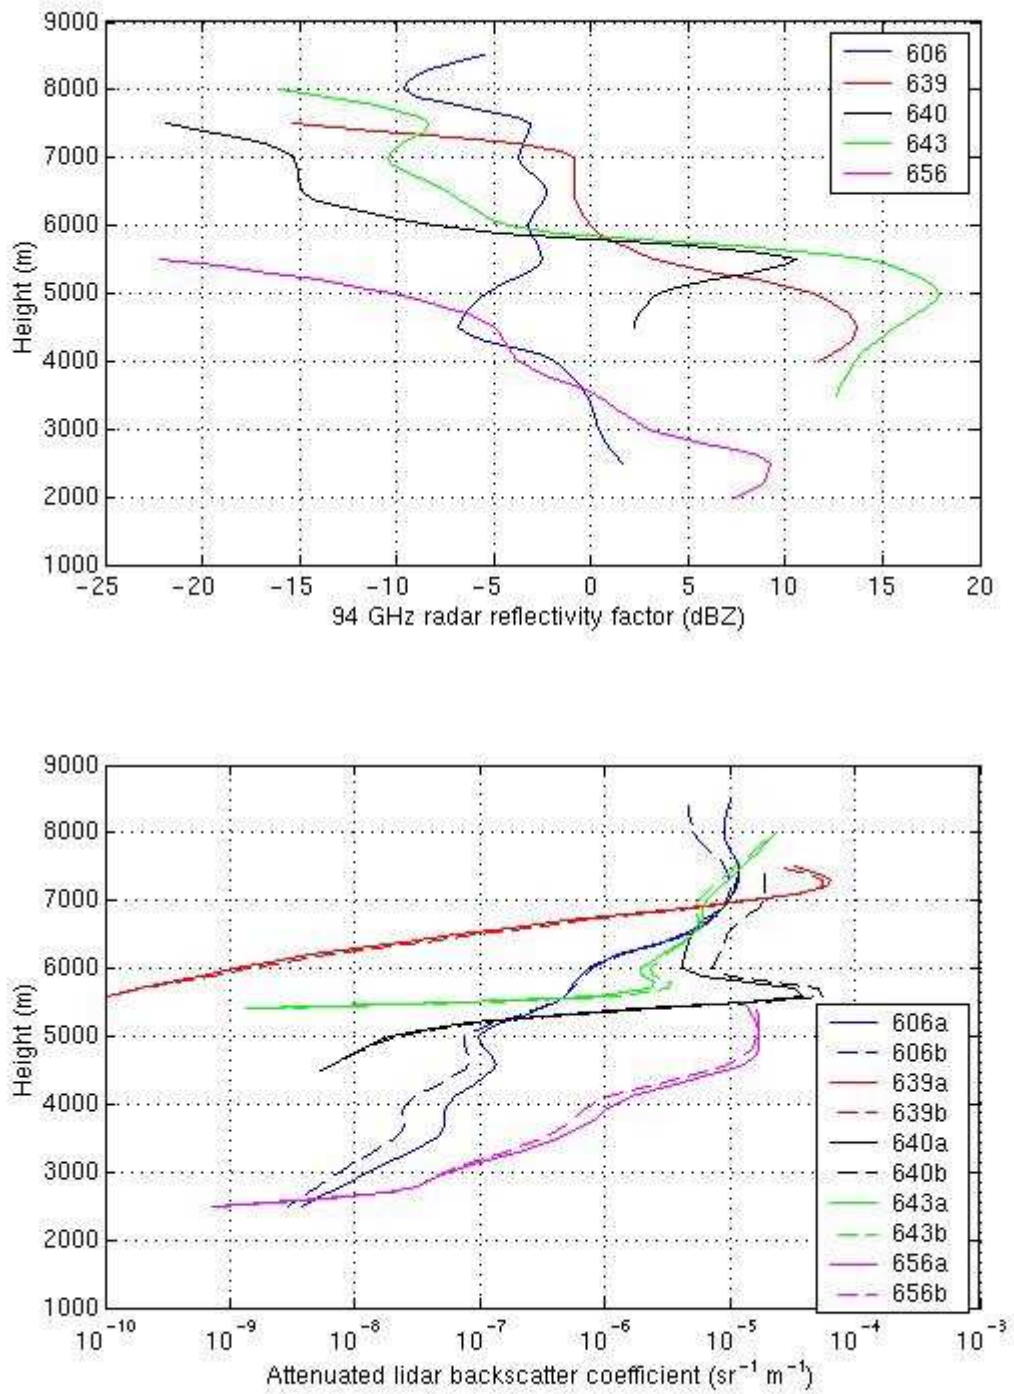 9000
8000
7000
6000
5000
4000
3000
2000
1000
Height (m)
606
639
640
643
656
−25 −20 −15 −10 −5 0 5 10 15 20
94 GHz radar reflectivity factor (dBZ)
9000
8000
7000
6000
5000
4000
3000
2000
1000
Height (m)
606a
606b
639a
639b
640a
640b
643a
643b
656a
656b
10⁻¹⁰ 10⁻⁹ 10⁻⁸ 10⁻⁷ 10⁻⁶ 10⁻⁵ 10⁻⁴ 10⁻³
Attenuated lidar backscatter coefficient (sr⁻¹ m⁻¹)